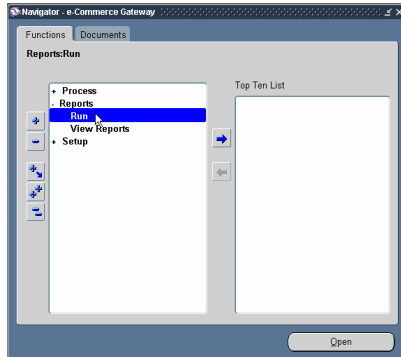 Navigator - e-Commerce Gateway
Functions Documents
Reports:Run
+ Process
- Reports
Run
View Reports
+ Setup
Top Ten List
Open